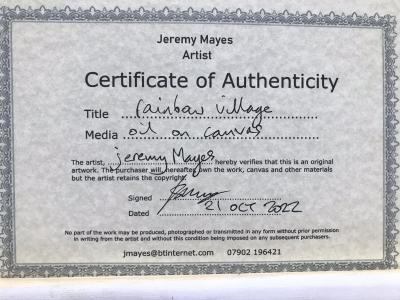 Jeremy Mayes
Artist
Certificate of Authenticity
Title rainbow village
Media oil on canvas
The artist, jeremy Mayes hereby verifies that this is an original
artwork. The purchaser will hereafter own the work, canvas and other materials
but the artist retains the copyright.
Signed
Dated 21 OCT 2022
No part of the work may be produced, photographed or transmitted in any form without prior permission
in writing from the artist and without this condition being imposed on any subsequent purchasers.
jmayes@btinternet.com 07902 196421